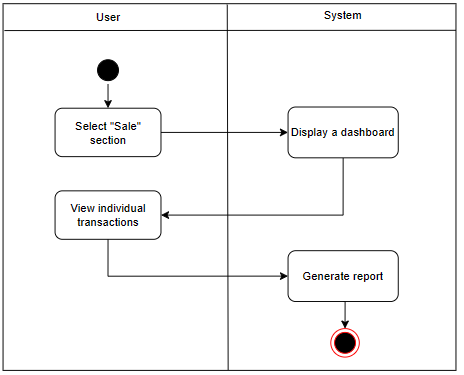 User
System
Select "Sale"
section
Display a dashboard
View individual
transactions
Generate report